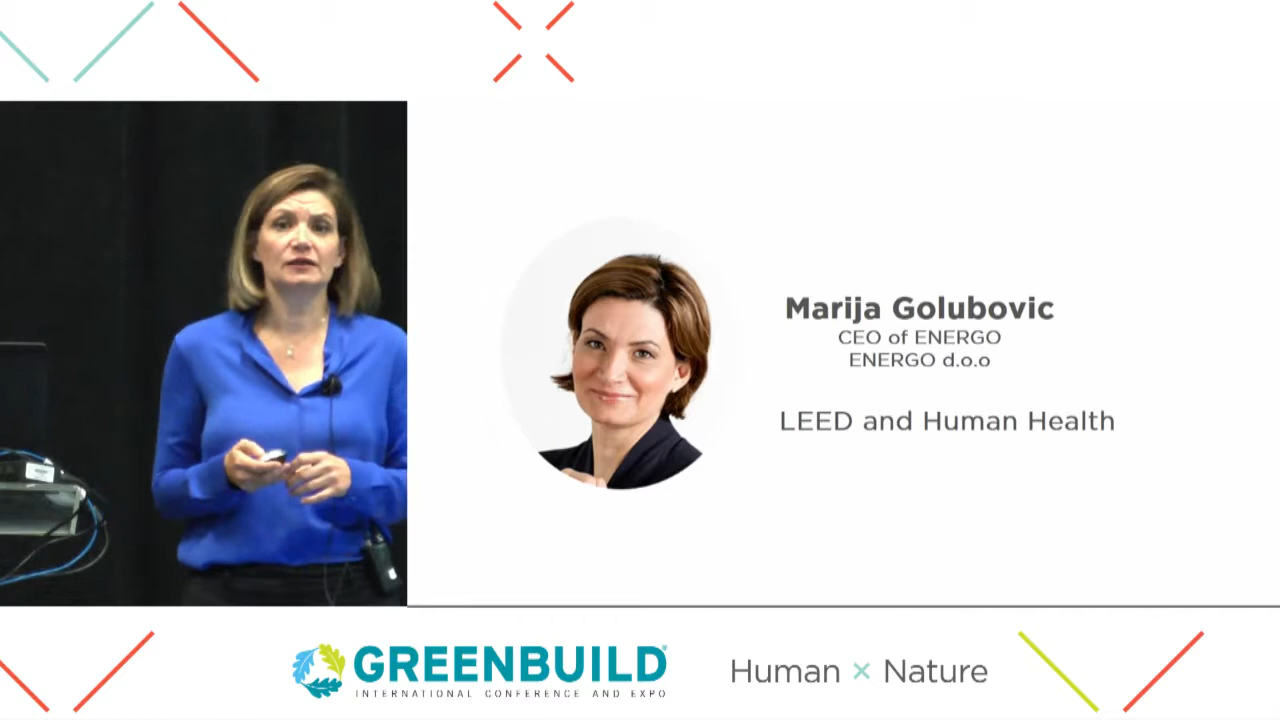 Marija Golubovic
CEO of ENERGO
ENERGO d.o.o
LEED and Human Health
GREENBUILD®
INTERNATIONAL CONFERENCE AND EXPO
Human × Nature